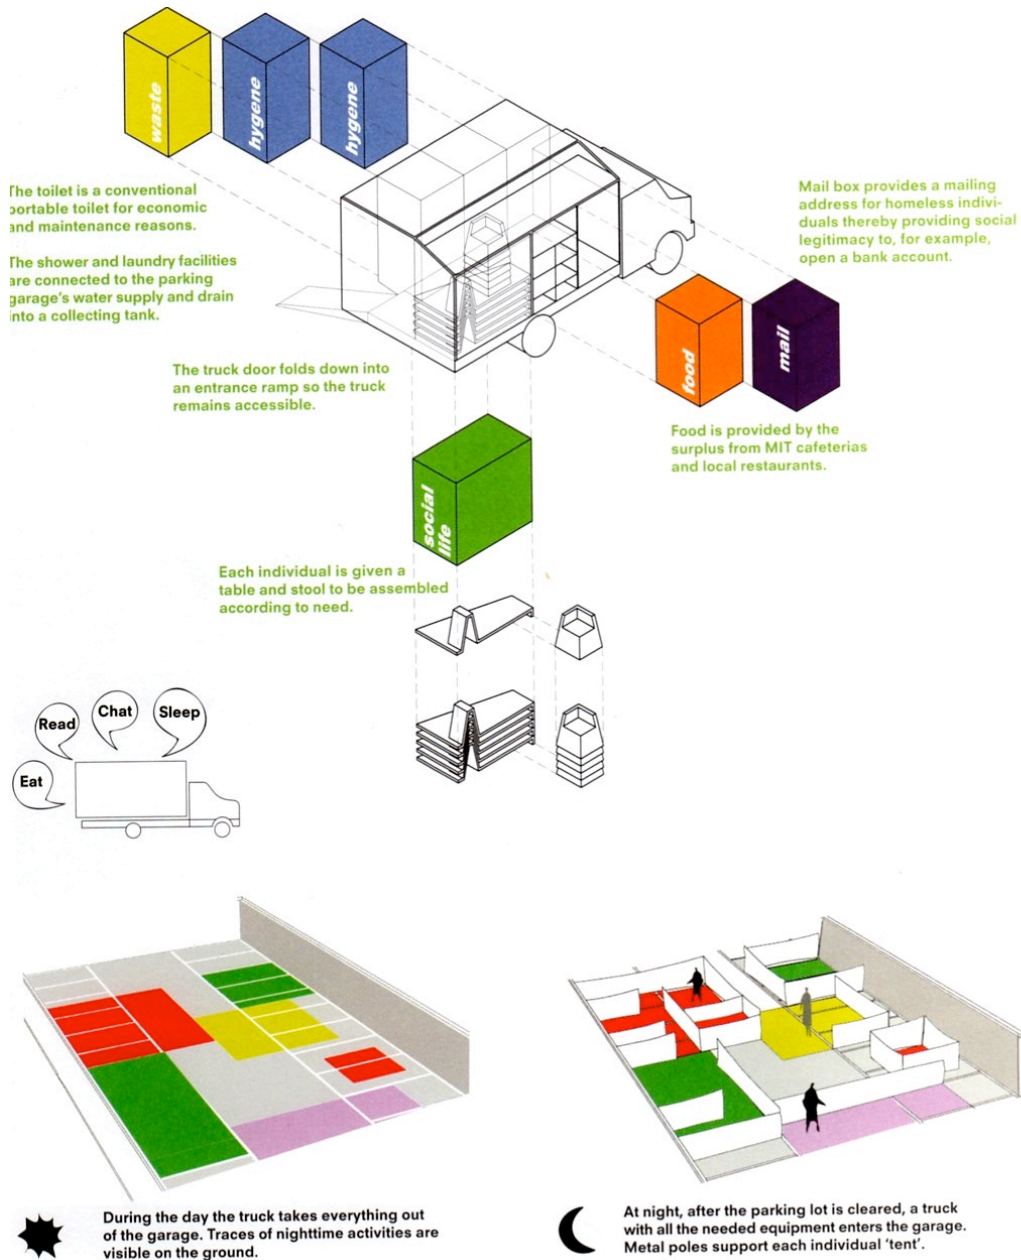 waste
hygene
hygene
The toilet is a conventional
portable toilet for economic
and maintenance reasons.
The shower and laundry facilities
are connected to the parking
garage's water supply and drain
into a collecting tank.
Mail box provides a mailing
address for homeless indivi-
duals thereby providing social
legitimacy to, for example,
open a bank account.
The truck door folds down into
an entrance ramp so the truck
remains accessible.
food
mail
Food is provided by the
surplus from MIT cafeterias
and local restaurants.
social
life
Each individual is given a
table and stool to be assembled
according to need.
Read
Chat
Sleep
Eat
During the day the truck takes everything out
of the garage. Traces of nighttime activities are
visible on the ground.
At night, after the parking lot is cleared, a truck
with all the needed equipment enters the garage.
Metal poles support each individual 'tent'.